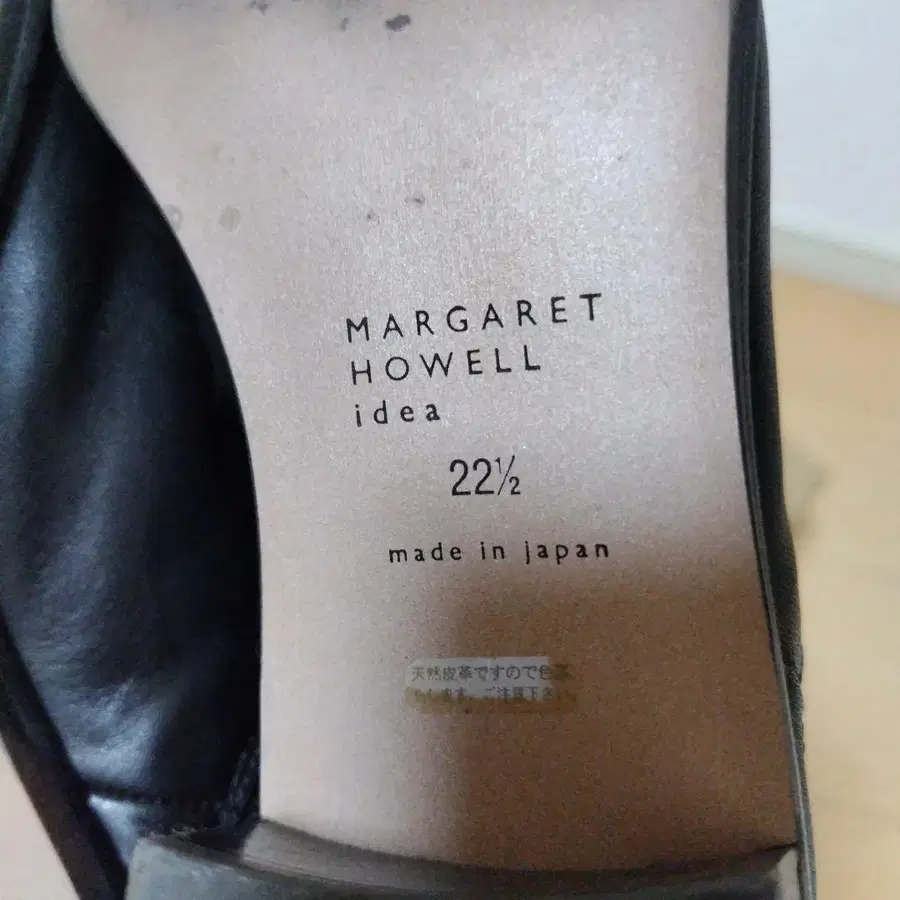 MARGARET
HOWELL
idea
22½
made in japan
天然皮革ですので色
します。ご注意下さい